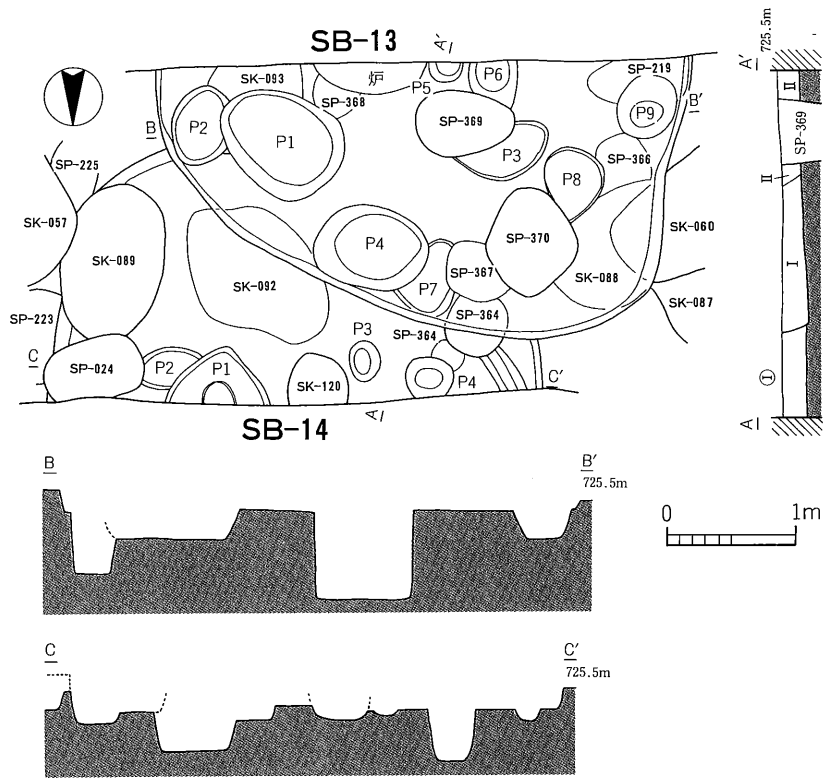 SB-13
A'
725.5m
A'
SK-093
炉
P5
P6
SP-219
II
B
P2
SP-368
P1
SP-369
P9
B'
SP-369
SP-225
P3
SP-366
P8
II
SK-057
SK-089
P4
SP-370
SK-060
SK-092
SP-367
SK-088
I
P7
SP-223
P3
SP-364
SP-364
SK-087
C
SP-024
P2
P1
SK-120
P4
C'
I
A
A
SB-14
B
B'
725.5m
0
1m
C
C'
725.5m